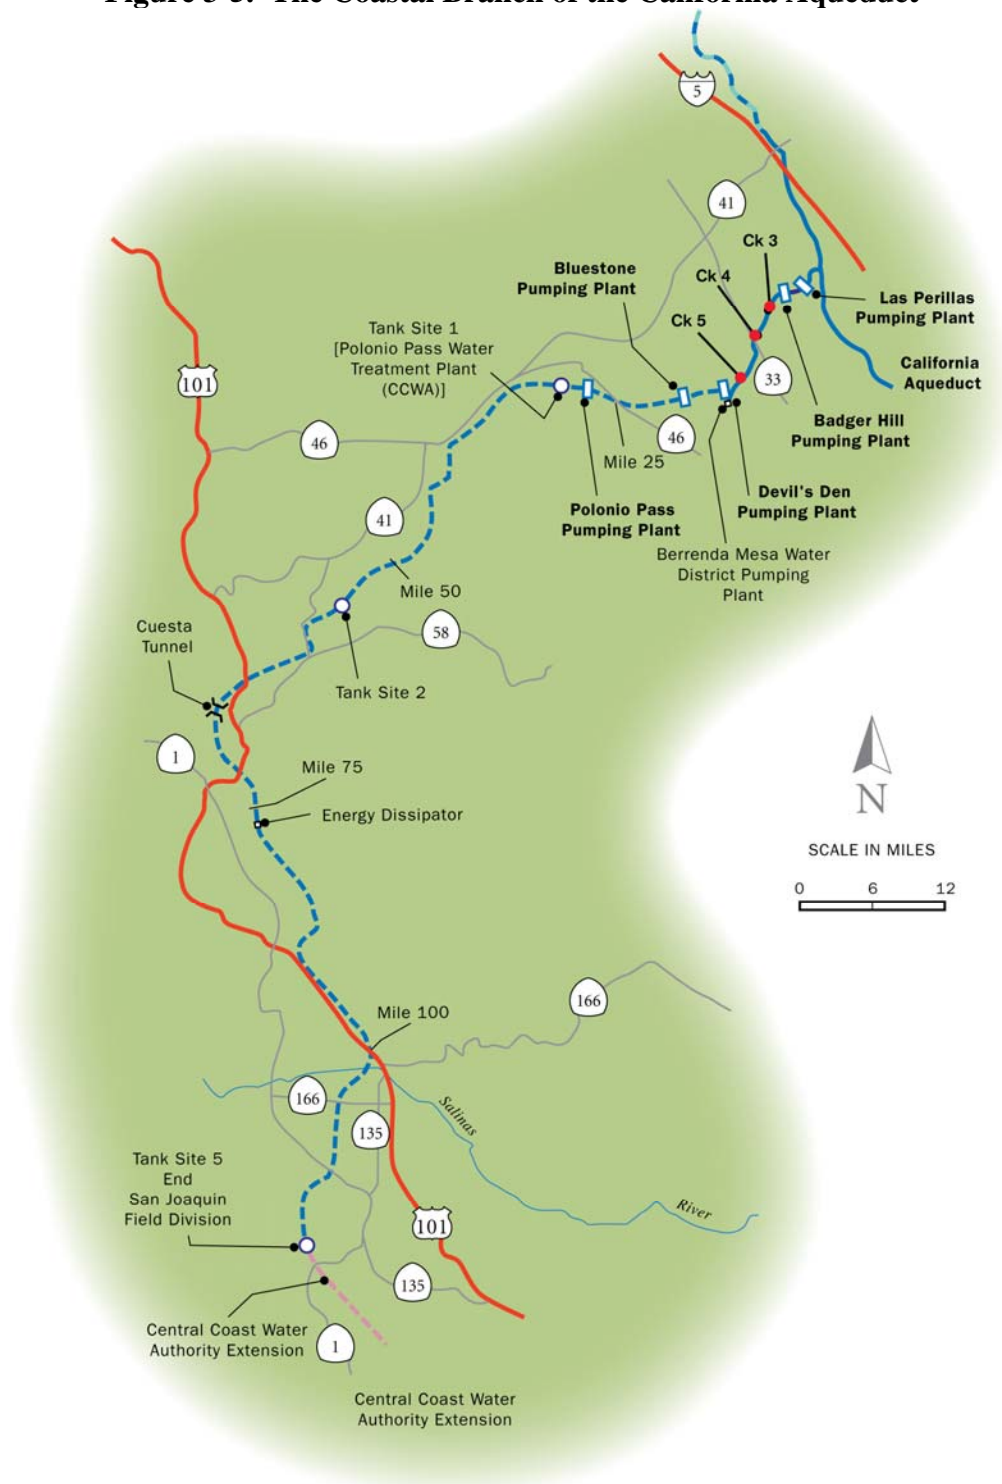 Figure 3-3. The Coastal Branch of the California Aqueduct
5
41
Ck 3
Bluestone
Pumping Plant
Ck 4
Las Perillas
Pumping Plant
Ck 5
Tank Site 1
[Polonio Pass Water
Treatment Plant
(CCWA)]
California
Aqueduct
33
101
Badger Hill
Pumping Plant
46
46
Mile 25
Devil's Den
Pumping Plant
Polonio Pass
Pumping Plant
41
Berrenda Mesa Water
District Pumping
Plant
Mile 50
Cuesta
Tunnel
58
Tank Site 2
1
Mile 75
Energy Dissipator
N
SCALE IN MILES
0 6 12
166
Mile 100
166
Salinas
135
Tank Site 5
End
San Joaquin
Field Division
River
101
135
Central Coast Water
Authority Extension
1
Central Coast Water
Authority Extension